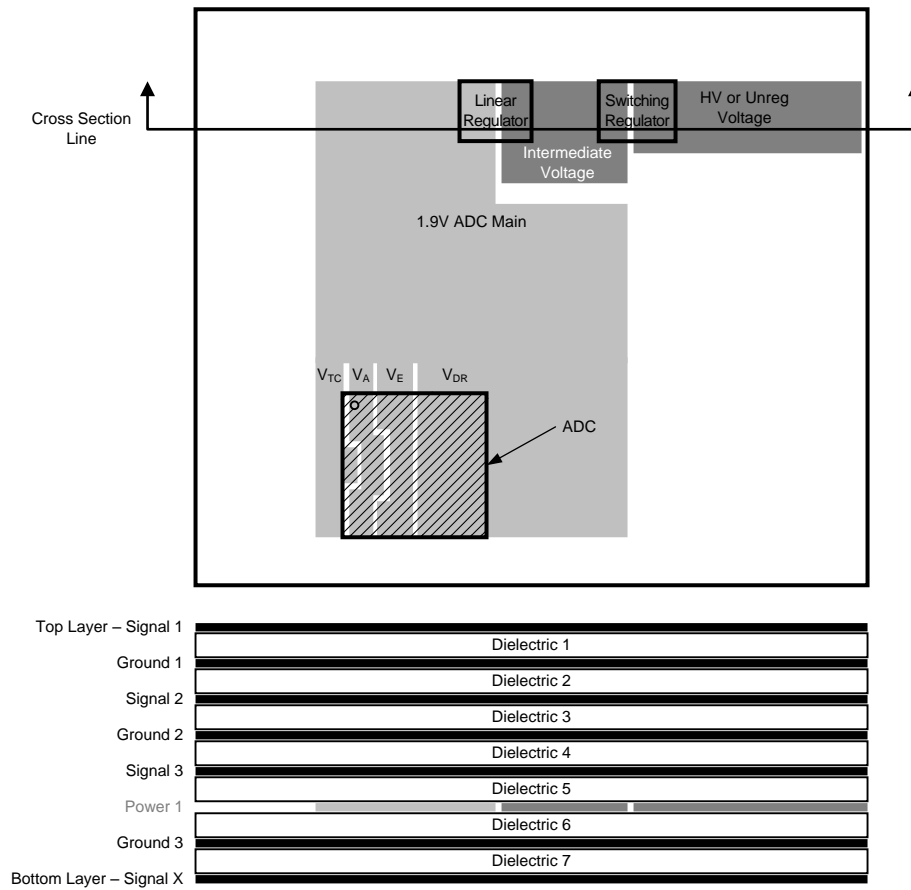 Cross Section
Line
Linear
Regulator
Switching
Regulator
HV or Unreg
Voltage
Intermediate
Voltage
1.9V ADC Main
VTC VA VE VDR
ADC
Top Layer – Signal 1
Dielectric 1
Ground 1
Dielectric 2
Signal 2
Dielectric 3
Ground 2
Dielectric 4
Signal 3
Dielectric 5
Power 1
Dielectric 6
Ground 3
Dielectric 7
Bottom Layer – Signal X